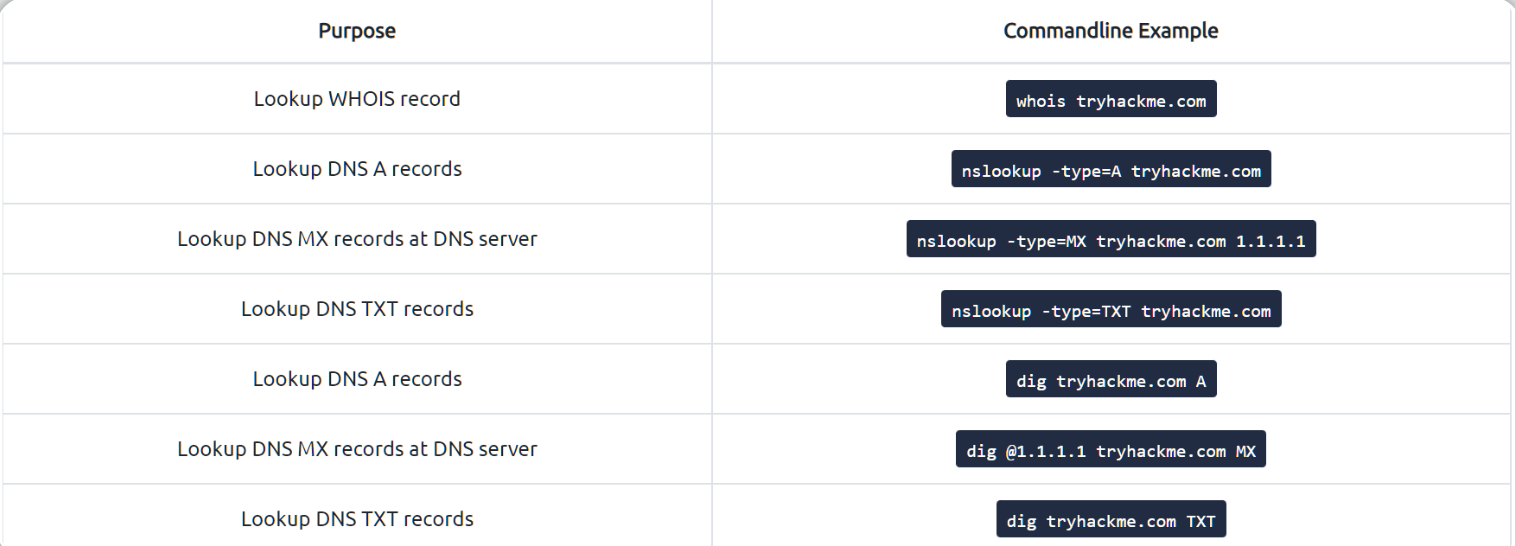 Purpose Commandline Example
Lookup WHOIS record whois tryhackme.com
Lookup DNS A records nslookup -type=A tryhackme.com
Lookup DNS MX records at DNS server nslookup -type=MX tryhackme.com 1.1.1.1
Lookup DNS TXT records nslookup -type=TXT tryhackme.com
Lookup DNS A records dig tryhackme.com A
Lookup DNS MX records at DNS server dig @1.1.1.1 tryhackme.com MX
Lookup DNS TXT records dig tryhackme.com TXT